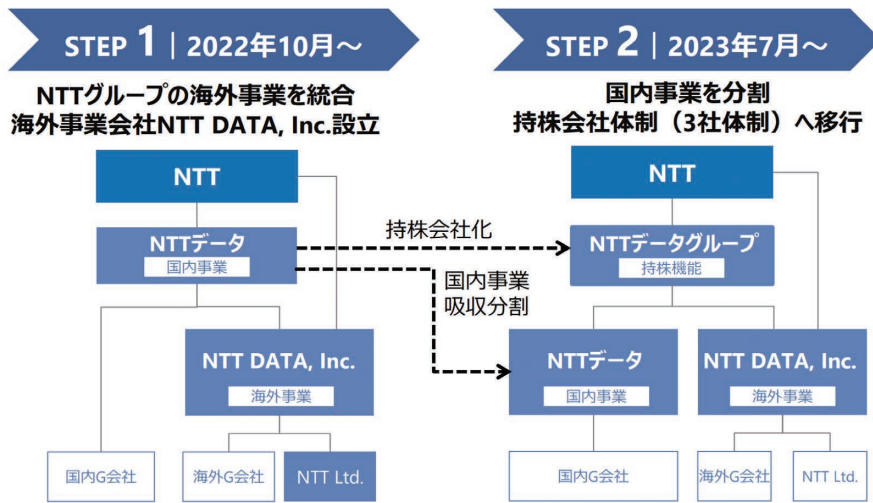 STEP 1 | 2022年10月～
NTTグループの海外事業を統合
海外事業会社NTT DATA, Inc.設立
NTT
NTTデータ
国内事業
NTT DATA, Inc.
海外事業
国内G会社
海外G会社
NTT Ltd.
持株会社化
国内事業
吸収分割
STEP 2 | 2023年7月～
国内事業を分割
持株会社体制（3社体制）へ移行
NTT
NTTデータグループ
持株機能
NTTデータ
国内事業
NTT DATA, Inc.
海外事業
国内G会社
海外G会社
NTT Ltd.